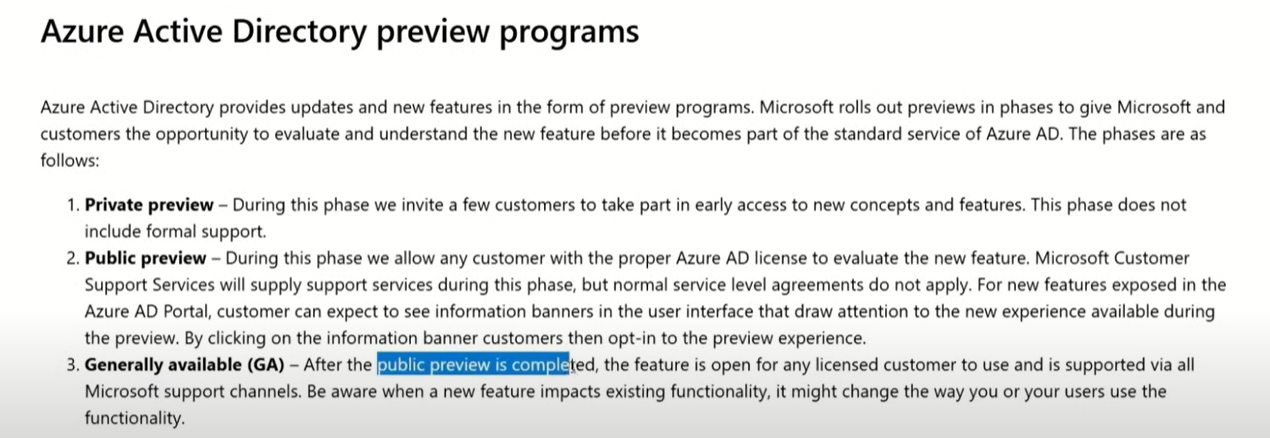 Azure Active Directory preview programs
Azure Active Directory provides updates and new features in the form of preview programs. Microsoft rolls out previews in phases to give Microsoft and
customers the opportunity to evaluate and understand the new feature before it becomes part of the standard service of Azure AD. The phases are as
follows:
1. Private preview – During this phase we invite a few customers to take part in early access to new concepts and features. This phase does not
include formal support.
2. Public preview – During this phase we allow any customer with the proper Azure AD license to evaluate the new feature. Microsoft Customer
Support Services will supply support services during this phase, but normal service level agreements do not apply. For new features exposed in the
Azure AD Portal, customer can expect to see information banners in the user interface that draw attention to the new experience available during
the preview. By clicking on the information banner customers then opt-in to the preview experience.
3. Generally available (GA) – After the public preview is completed, the feature is open for any licensed customer to use and is supported via all
Microsoft support channels. Be aware when a new feature impacts existing functionality, it might change the way you or your users use the
functionality.